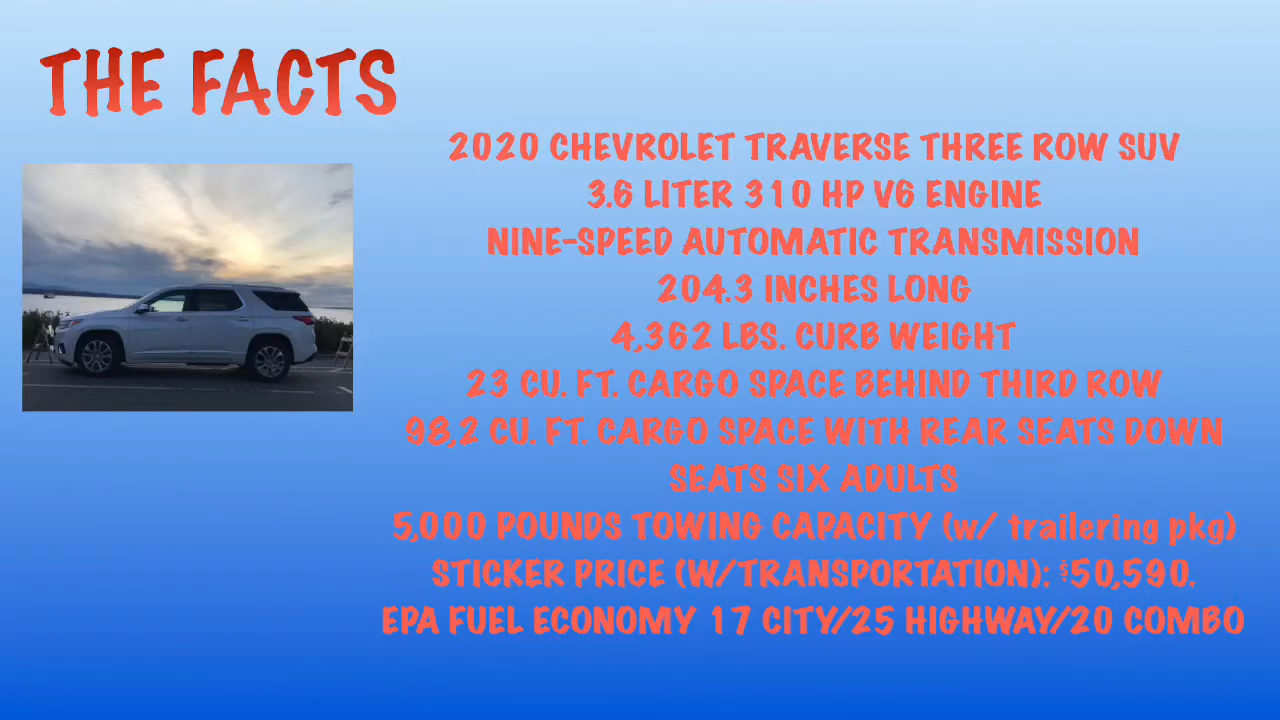 THE FACTS
2020 CHEVROLET TRAVERSE THREE ROW SUV
3.6 LITER 310 HP V6 ENGINE
NINE-SPEED AUTOMATIC TRANSMISSION
204.3 INCHES LONG
4,362 LBS. CURB WEIGHT
23 CU. FT. CARGO SPACE BEHIND THIRD ROW
98,2 CU. FT. CARGO SPACE WITH REAR SEATS DOWN
SEATS SIX ADULTS
5,000 POUNDS TOWING CAPACITY (w/ trailering pkg)
STICKER PRICE (W/TRANSPORTATION): $50,590.
EPA FUEL ECONOMY 17 CITY/25 HIGHWAY/20 COMBO